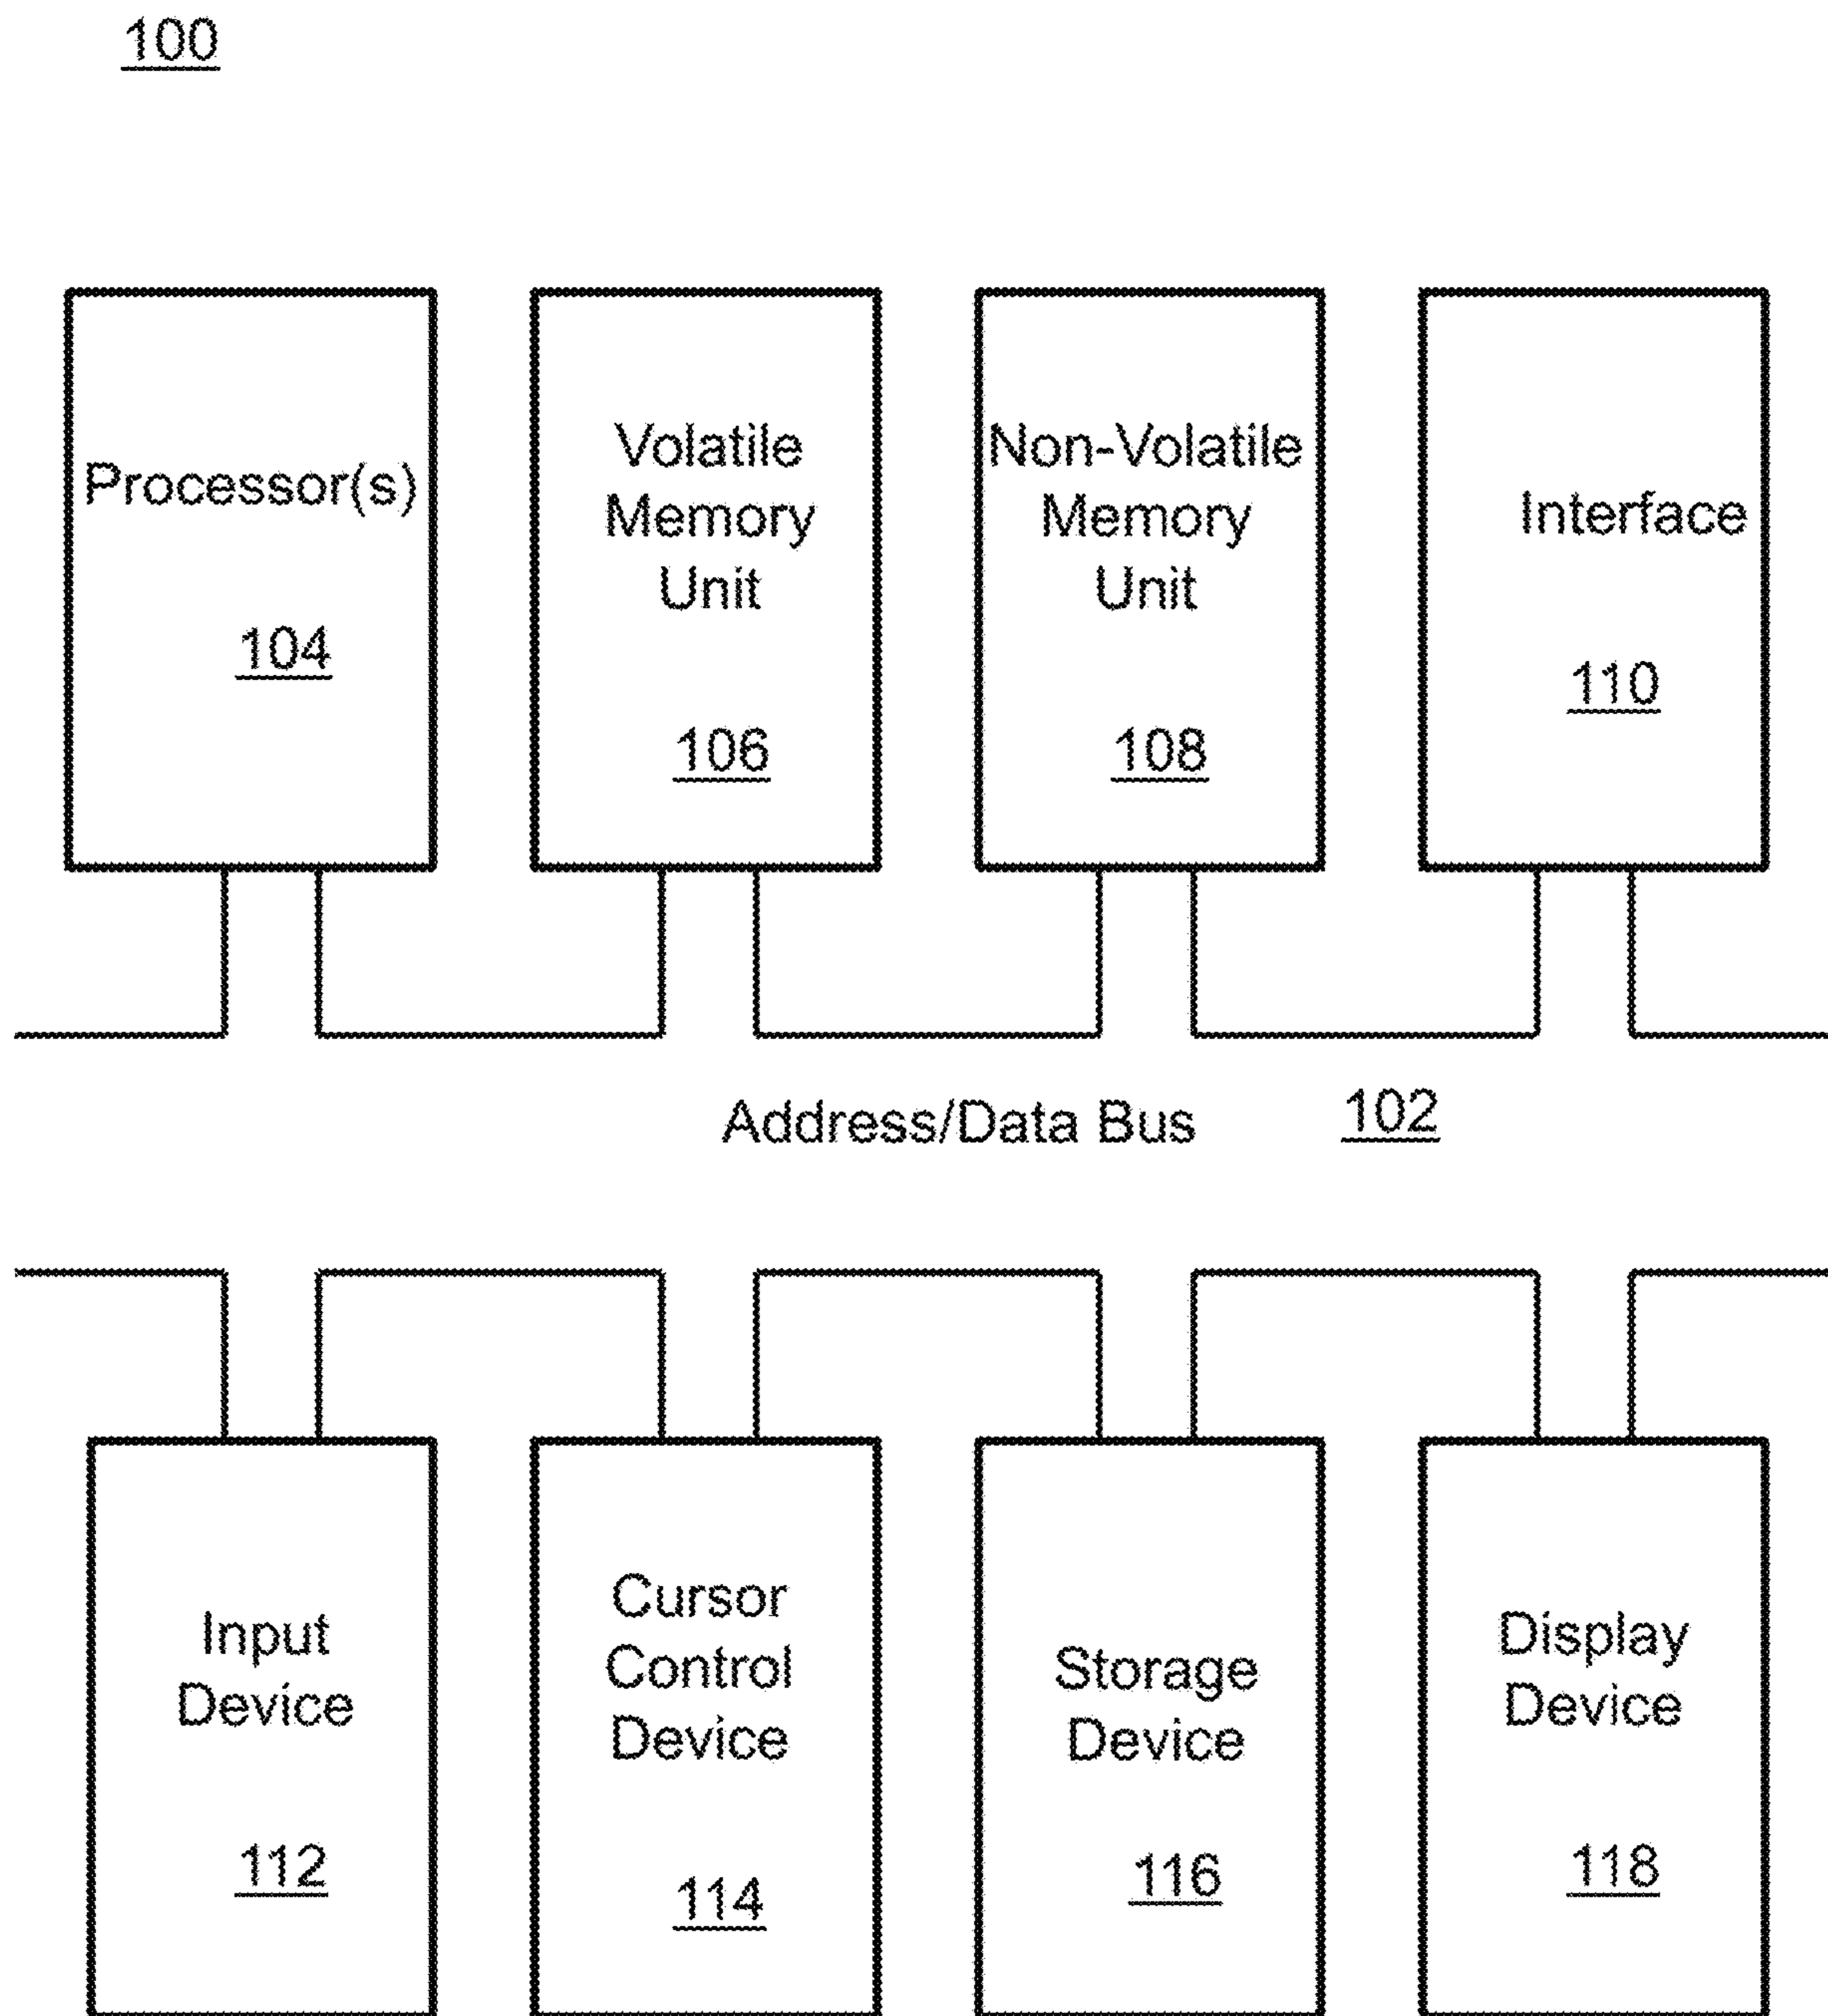 100
Processor(s)
104
Volatile
Memory
Unit
106
Non-Volatile
Memory
Unit
108
Interface
110
Address/Data Bus 102
Input
Device
112
Cursor
Control
Device
114
Storage
Device
116
Display
Device
118